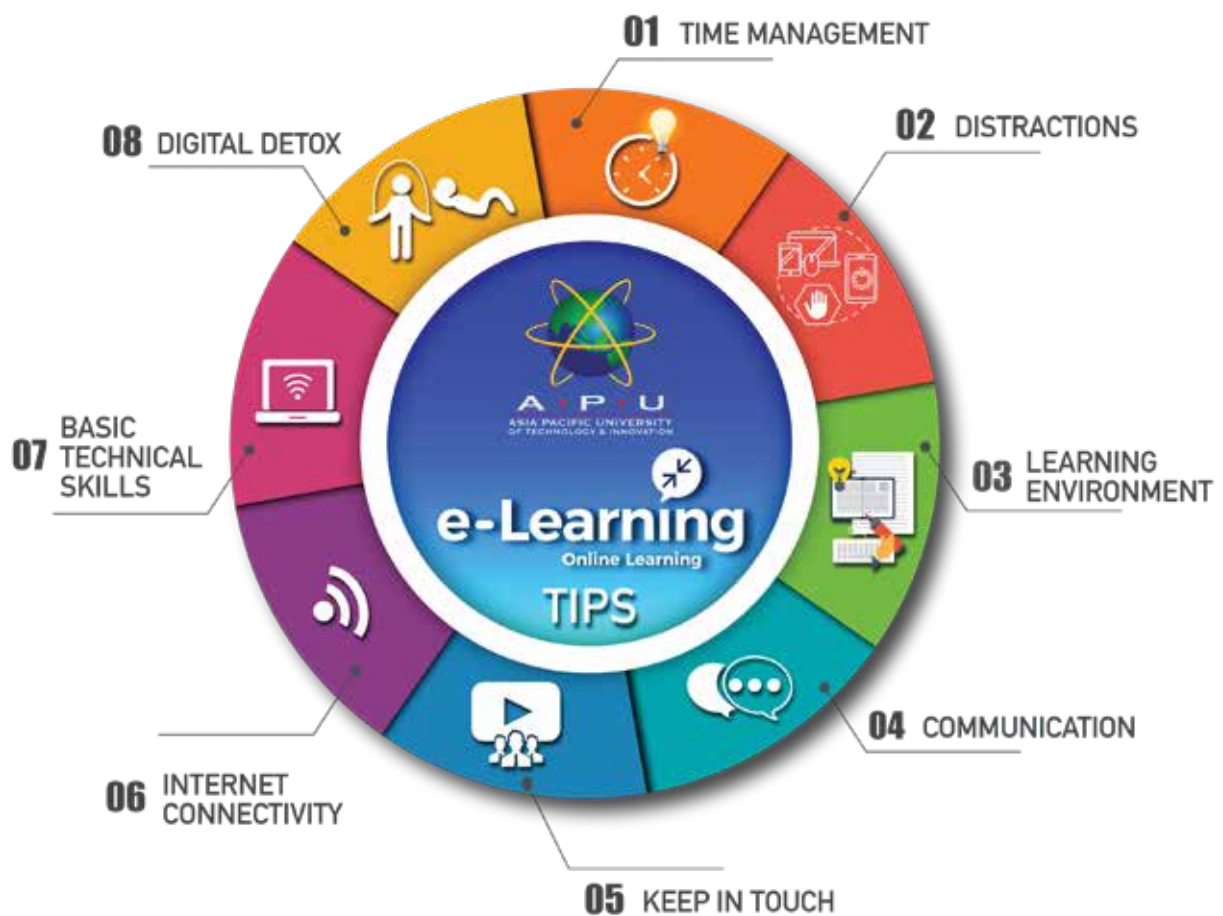 01 TIME MANAGEMENT
02 DISTRACTIONS
03 LEARNING
ENVIRONMENT
04 COMMUNICATION
05 KEEP IN TOUCH
06 INTERNET
CONNECTIVITY
07 BASIC
TECHNICAL
SKILLS
08 DIGITAL DETOX
A • P • U
ASIA PACIFIC UNIVERSITY
OF TECHNOLOGY & INNOVATION
e-Learning
Online Learning
TIPS